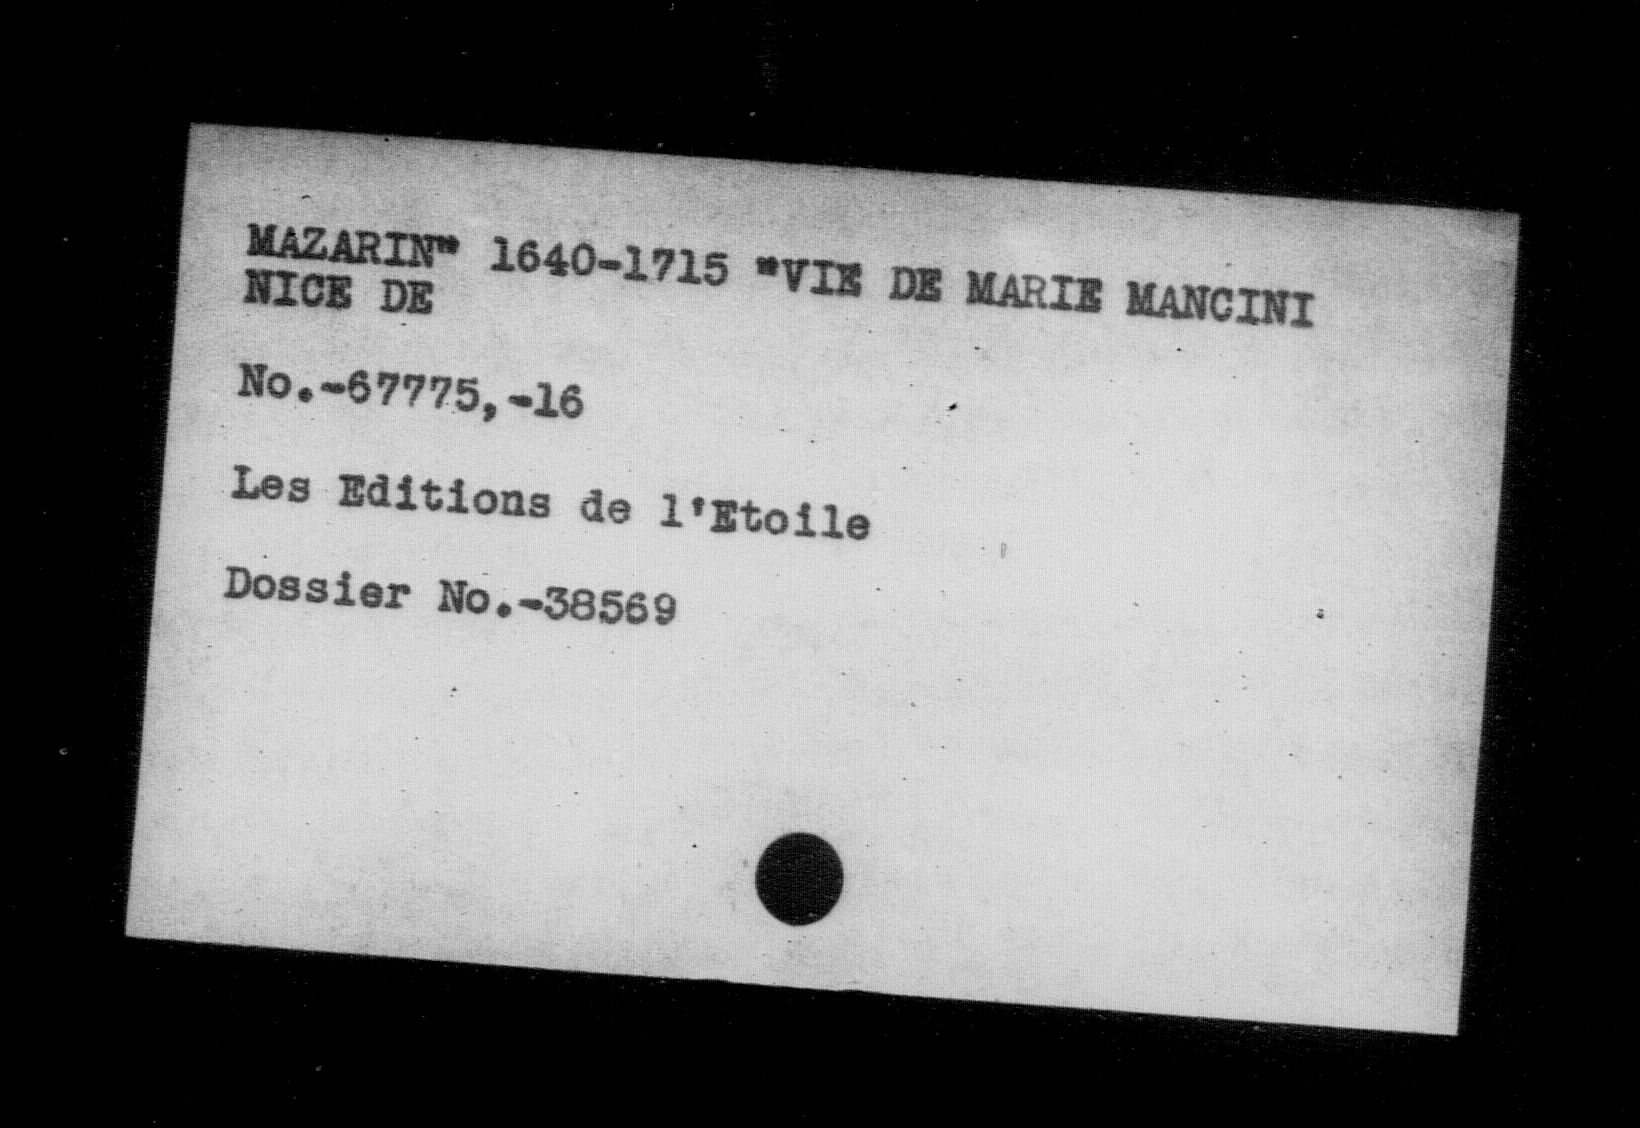 MAZARIN" 1640-1715 "VIE DE MARIE MANCINI
NICE DE
No.-67775,-16
Les Editions de l'Etoile
Dossier No.-38569